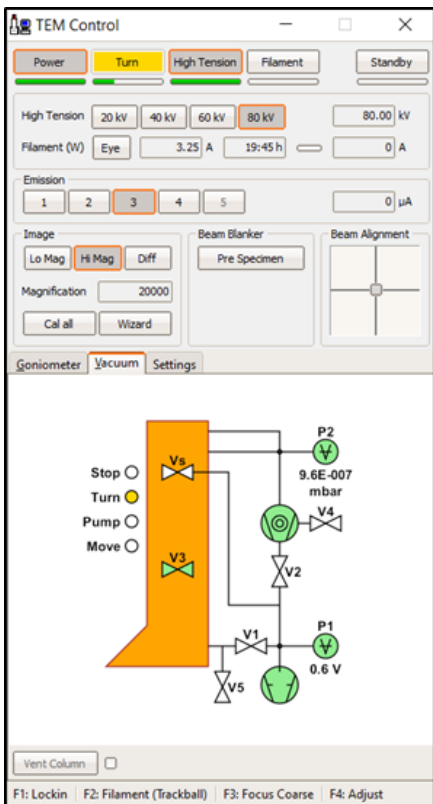 TEM Control
Power Turn High Tension Filament Standby
High Tension 20 kV 40 kV 60 kV 80 kV 80.00 kV
Filament (W) Eye 3.25 A 19:45 h 0 A
Emission
1 2 3 4 5 0 µA
Image Beam Blanker Beam Alignment
Lo Mag Hi Mag Diff Pre Specimen
Magnification 20000
Cal all Wizard
Goniometer Vacuum Settings
P2
Vs
Stop 9.6E-007
Turn mbar
V4
Pump
Move
V3
V2
V1 P1
0.6 V
V5
Vent Column
F1: Lockin F2: Filament (Trackball) F3: Focus Coarse F4: Adjust